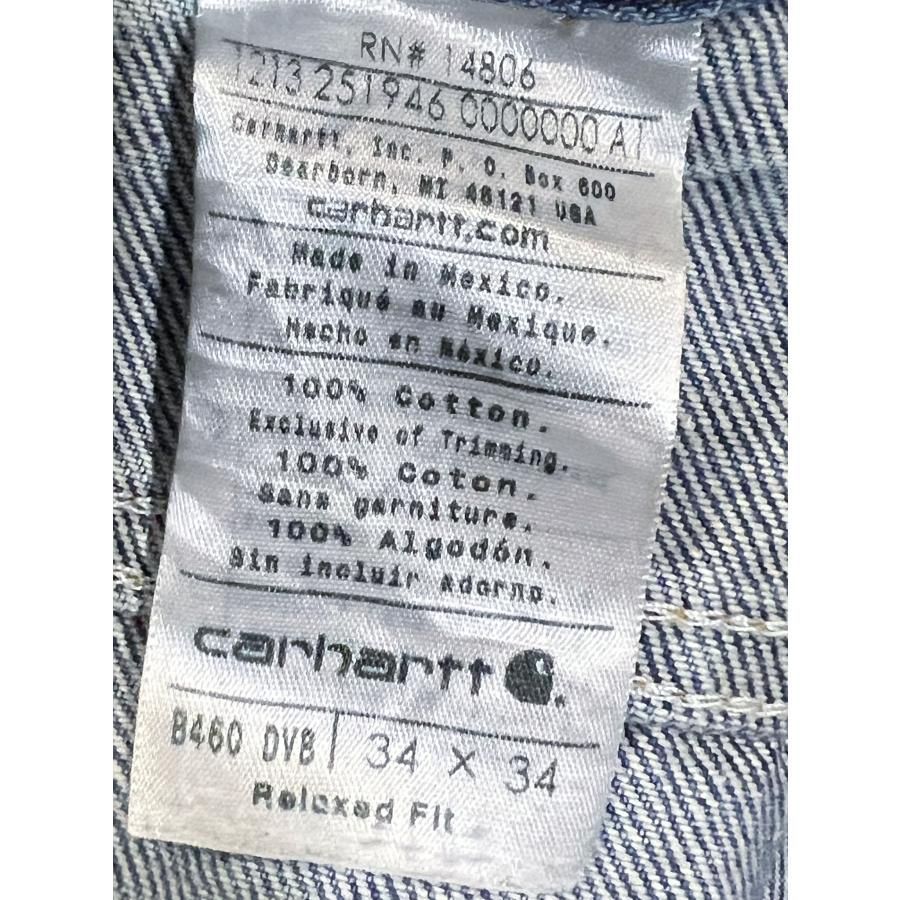 RN# 14806
1213 251946 0000000 A1
Carhartt, Inc. P. O. Box 600
Dearborn, MI 48121 USA
carhartt.com
Made in Mexico.
Fabriqué au Mexique.
Hecho en México.
100% Cotton.
Exclusive of Trimming.
100% Coton.
Sans garniture.
100% Algodón.
Sin incluir adorno.
carhartt
B460 DVB | 34 X 34
Relaxed Fit